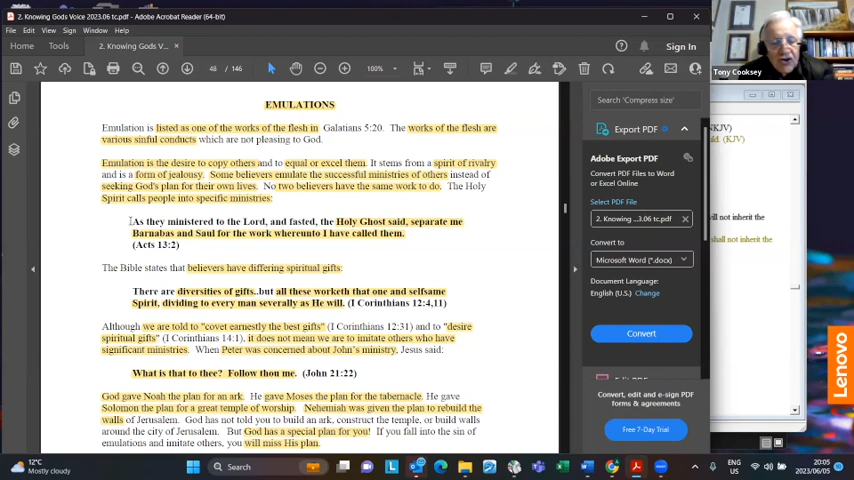 2. Knowing Gods Voice 2023.06 tc.pdf - Adobe Acrobat Reader (64-bit)
File Edit View Sign Window Help
Home Tools 2. Knowing Gods V... × Sign In
48 / 146 100%
EMULATIONS
Emulation is listed as one of the works of the flesh in Galatians 5:20. The works of the flesh are
various sinful conducts which are not pleasing to God.
Emulation is the desire to copy others and to equal or excel them. It stems from a spirit of rivalry
and is a form of jealousy. Some believers emulate the successful ministries of others instead of
seeking God's plan for their own lives. No two believers have the same work to do. The Holy
Spirit calls people into specific ministries:
As they ministered to the Lord, and fasted, the Holy Ghost said, separate me
Barnabas and Saul for the work whereunto I have called them.
(Acts 13:2)
The Bible states that believers have differing spiritual gifts:
There are diversities of gifts..but all these worketh that one and selfsame
Spirit, dividing to every man severally as He will. (I Corinthians 12:4,11)
Although we are told to "covet earnestly the best gifts" (I Corinthians 12:31) and to "desire
spiritual gifts" (I Corinthians 14:1), it does not mean we are to imitate others who have
significant ministries. When Peter was concerned about John's ministry, Jesus said:
What is that to thee? Follow thou me. (John 21:22)
God gave Noah the plan for an ark. He gave Moses the plan for the tabernacle. He gave
Solomon the plan for a great temple of worship. Nehemiah was given the plan to rebuild the
walls of Jerusalem. God has not told you to build an ark, construct the temple, or build walls
around the city of Jerusalem. But God has a special plan for you! If you fall into the sin of
emulations and imitate others, you will miss His plan.
Search 'Compress size'
Export PDF
Adobe Export PDF
Convert PDF Files to Word
or Excel Online
Select PDF File
2. Knowing ...3.06 tc.pdf ×
Convert to
Microsoft Word (*.docx)
Document Language:
English (U.S.) Change
Convert
Convert, edit and e-sign PDF
forms & agreements
Free 7-Day Trial
Tony Cooksey
NKJV)
d. (KJV)
will not inherit the
shall not inherit the
Lenovo
12°C
Mostly cloudy
Search
ENG
US
20:05
2023/06/05